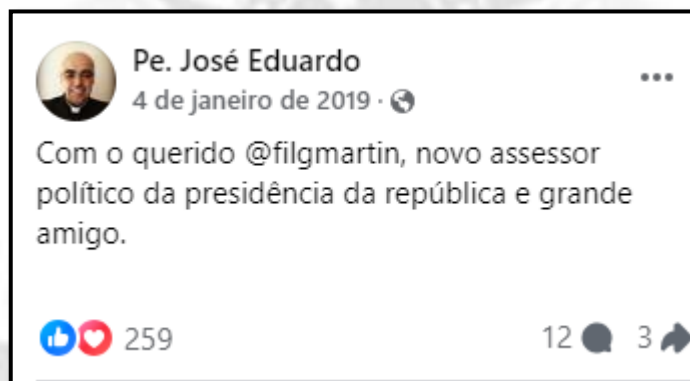 Pe. José Eduardo
4 de janeiro de 2019 ·
Com o querido @filgmartin, novo assessor
político da presidência da república e grande
amigo.
259
12
3